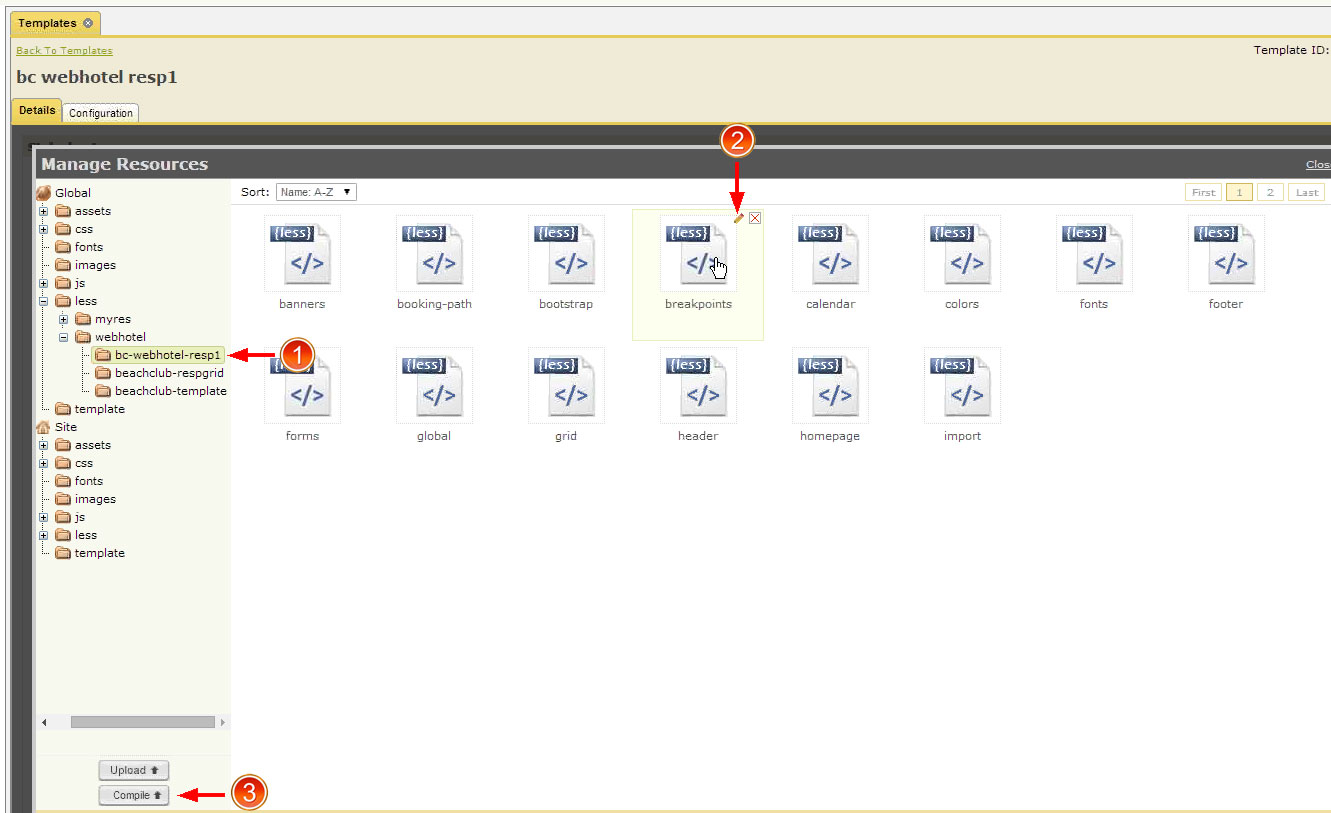 Templates
Back To Templates
Template ID:
bc webhotel resp1
Details
Configuration
2
Manage Resources
Clos
Global
assets
css
fonts
images
js
less
myres
webhotel
bc-webhotel-resp1
beachclub-respgrid
beachclub-template
template
Site
assets
css
fonts
images
js
less
template
1
Sort: Name: A-Z
First 1 2 Last
{less} {less} {less} {less} {less} {less} {less} {less}
</> </> </> </> </> </> </> </>
banners booking-path bootstrap breakpoints calendar colors fonts footer
{less} {less} {less} {less} {less}
</> </> </> </> </> </>
forms global grid header homepage import
Upload
Compile
3